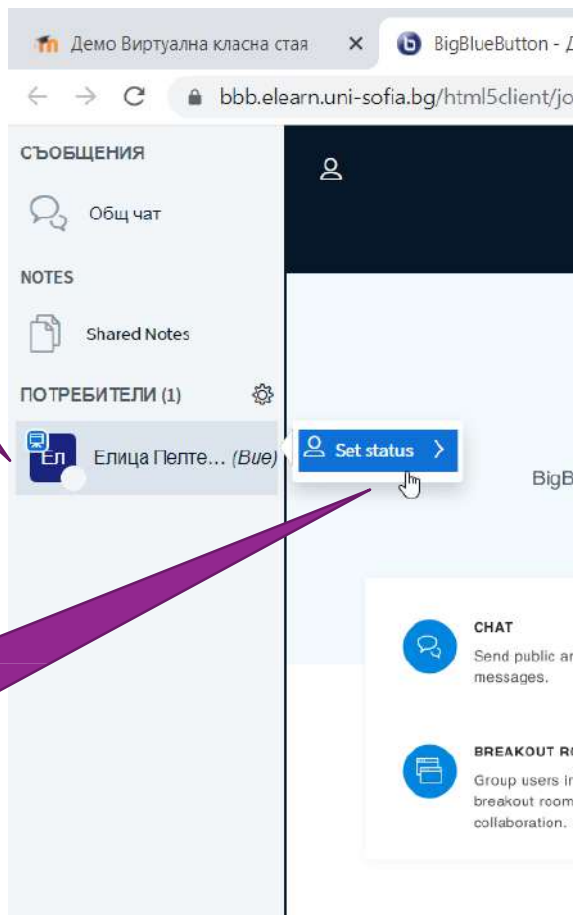 Демо Виртуална класна стая
BigBlueButton - Д
bbb.elearn.uni-sofia.bg/html5client/jo
СЪОБЩЕНИЯ
Общ чат
NOTES
Shared Notes
ПОТРЕБИТЕЛИ (1)
Ел
Елица Пелте... (Вие)
Set status
BigB
CHAT
Send public ar
messages.
BREAKOUT RO
Group users in
breakout room
collaboration.